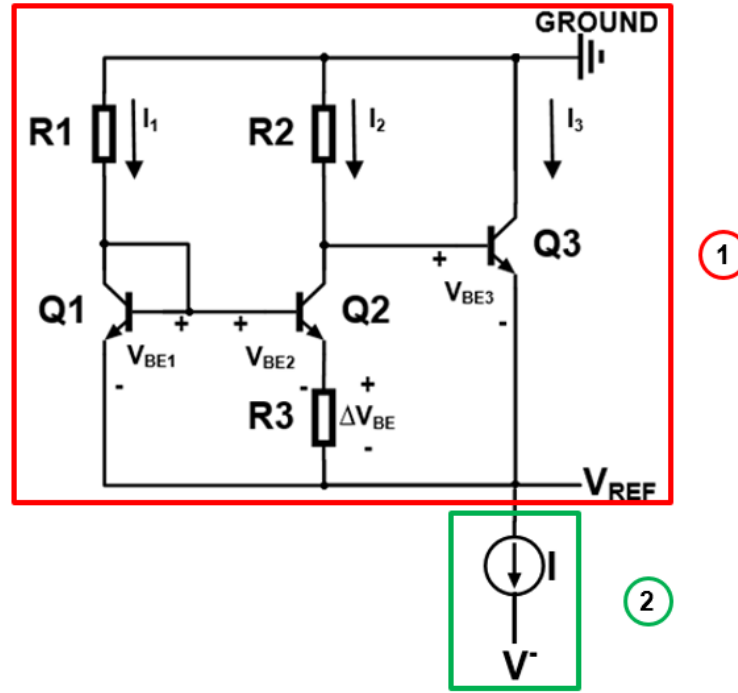 GROUND
R1
I1
R2
I2
I3
Q3
1
Q1
Q2
+
+
+
VBE3
-
VBE1
VBE2
-
-
+
R3
ΔVBE
-
VREF
I
2
V-